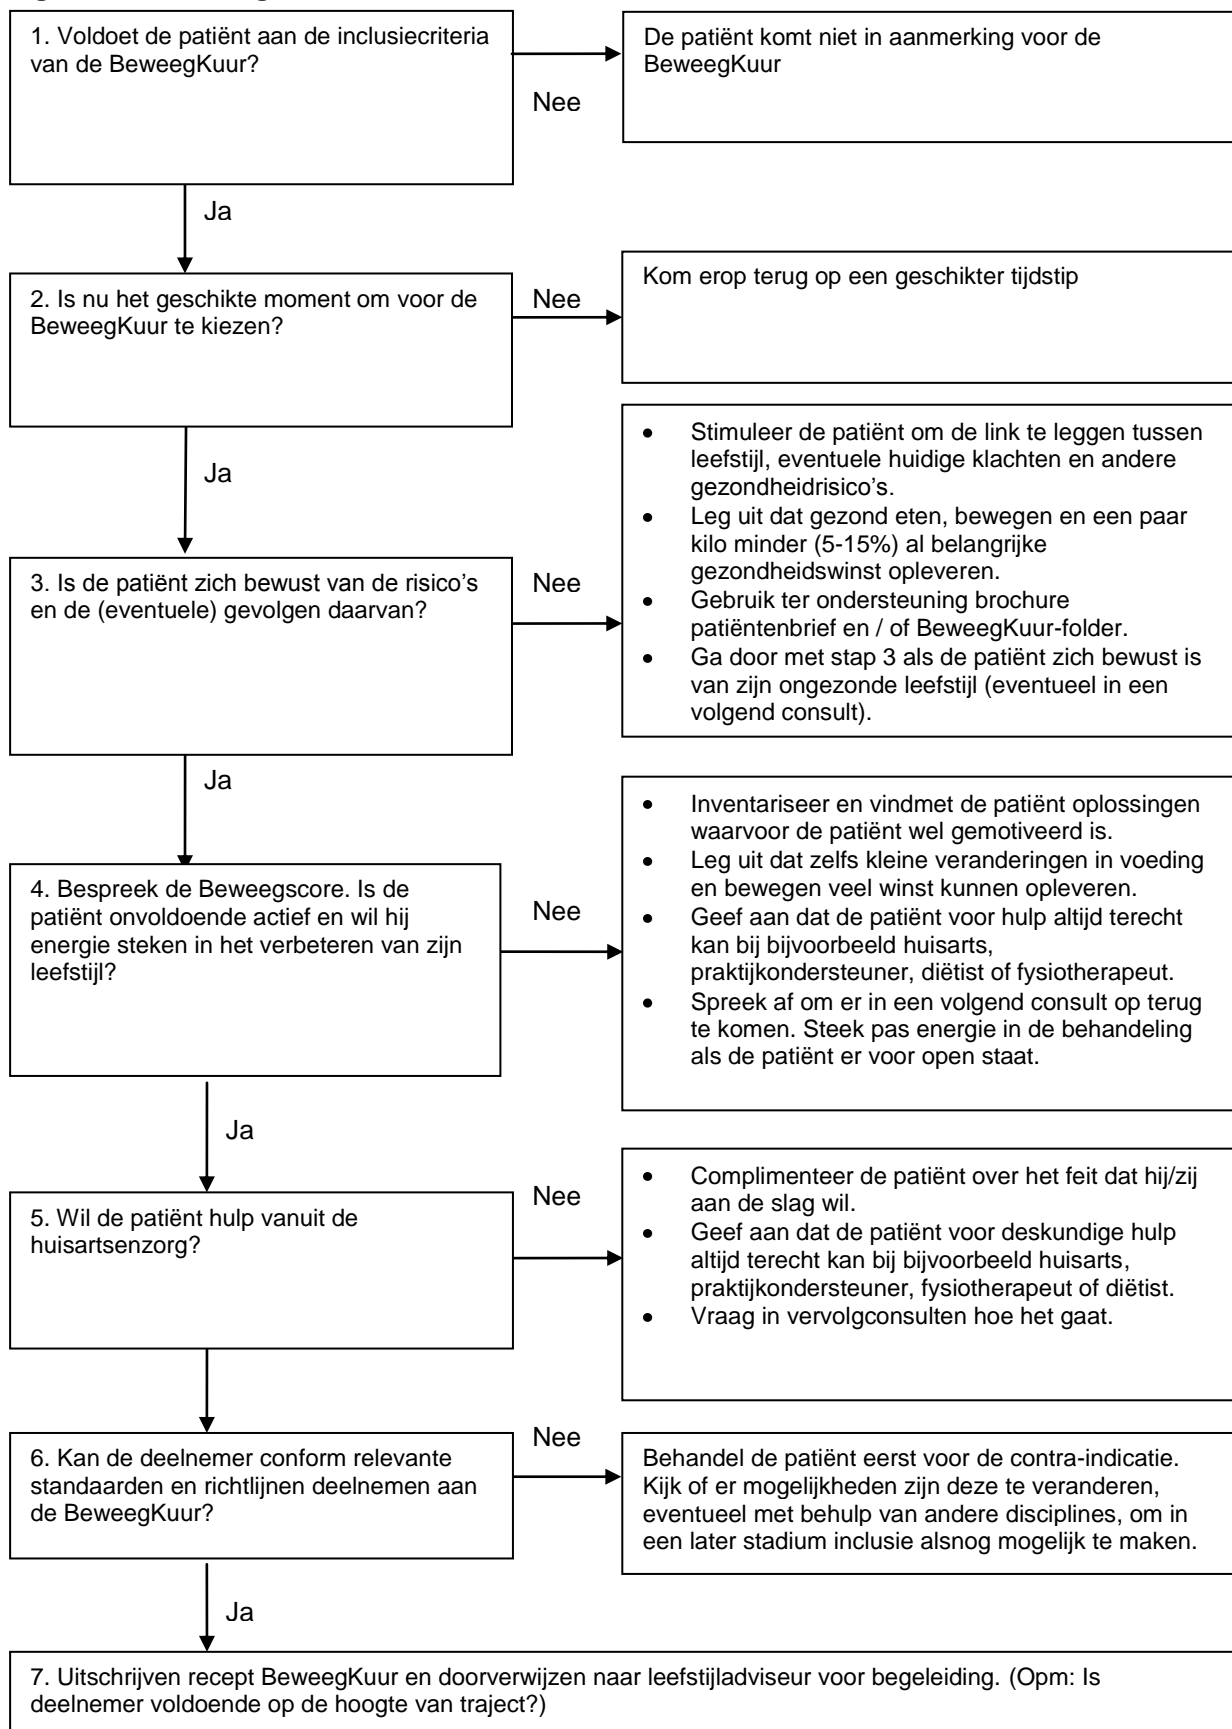 1. Voldoet de patiënt aan de inclusiecriteria
van de BeweegKuur?
De patiënt komt niet in aanmerking voor de
BeweegKuur
Nee
Ja
2. Is nu het geschikte moment om voor de
BeweegKuur te kiezen?
Nee
Kom erop terug op een geschikter tijdstip
Ja
3. Is de patiënt zich bewust van de risico's
en de (eventuele) gevolgen daarvan?
Nee
• Stimuleer de patiënt om de link te leggen tussen
leefstijl, eventuele huidige klachten en andere
gezondheidrisico's.
• Leg uit dat gezond eten, bewegen en een paar
kilo minder (5-15%) al belangrijke
gezondheidswinst opleveren.
• Gebruik ter ondersteuning brochure
patiëntenbrief en / of BeweegKuur-folder.
• Ga door met stap 3 als de patiënt zich bewust is
van zijn ongezonde leefstijl (eventueel in een
volgend consult).
Ja
4. Bespreek de Beweegscore. Is de
patiënt onvoldoende actief en wil hij
energie steken in het verbeteren van zijn
leefstijl?
Nee
• Inventariseer en vindmet de patiënt oplossingen
waarvoor de patiënt wel gemotiveerd is.
• Leg uit dat zelfs kleine veranderingen in voeding
en bewegen veel winst kunnen opleveren.
• Geef aan dat de patiënt voor hulp altijd terecht
kan bij bijvoorbeeld huisarts,
praktijkondersteuner, diëtist of fysiotherapeut.
• Spreek af om er in een volgend consult op terug
te komen. Steek pas energie in de behandeling
als de patiënt er voor open staat.
Ja
5. Wil de patiënt hulp vanuit de
huisartsenzorg?
Nee
• Complimenteer de patiënt over het feit dat hij/zij
aan de slag wil.
• Geef aan dat de patiënt voor deskundige hulp
altijd terecht kan bij bijvoorbeeld huisarts,
praktijkondersteuner, fysiotherapeut of diëtist.
• Vraag in vervolgconsulten hoe het gaat.
6. Kan de deelnemer conform relevante
standaarden en richtlijnen deelnemen aan
de BeweegKuur?
Nee
Behandel de patiënt eerst voor de contra-indicatie.
Kijk of er mogelijkheden zijn deze te veranderen,
eventueel met behulp van andere disciplines, om in
een later stadium inclusie alsnog mogelijk te maken.
Ja
7. Uitschrijven recept BeweegKuur en doorverwijzen naar leefstijladviseur voor begeleiding. (Opm: Is
deelnemer voldoende op de hoogte van traject?)